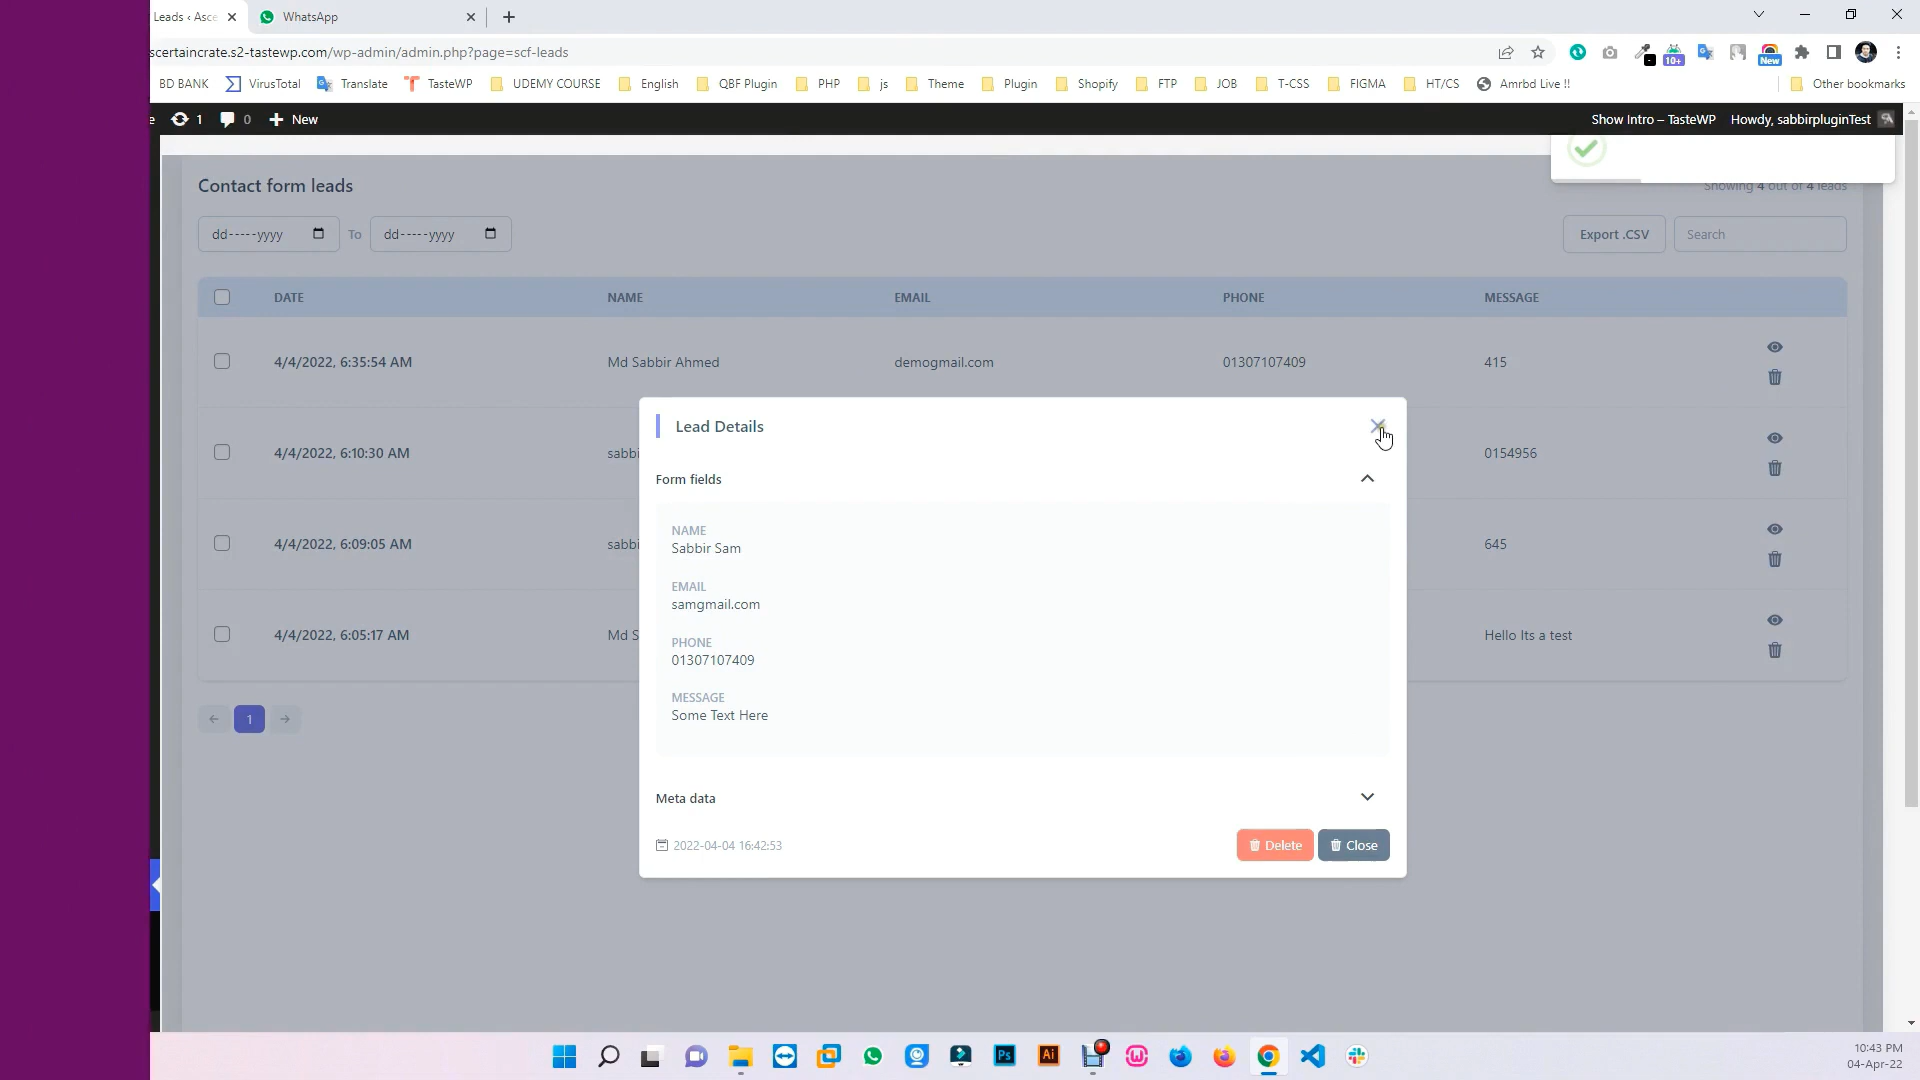 Leads ‹ Asce
WhatsApp
scertaincrate.s2-tastewp.com/wp-admin/admin.php?page=scf-leads
10+
New
BD BANK
VirusTotal
Translate
TasteWP
UDEMY COURSE
English
QBF Plugin
PHP
js
Theme
Plugin
Shopify
FTP
JOB
T-CSS
FIGMA
HT/CS
Amrbd Live !!
Other bookmarks
e
1
0
New
Show Intro – TasteWP
Howdy, sabbirpluginTest
Contact form leads
Showing 4 out of 4 leads
dd-----yyyy
To
dd-----yyyy
Export .CSV
Search
DATE
NAME
EMAIL
PHONE
MESSAGE
4/4/2022, 6:35:54 AM
Md Sabbir Ahmed
demogmail.com
01307107409
415
4/4/2022, 6:10:30 AM
sabbi
0154956
4/4/2022, 6:09:05 AM
sabbi
645
4/4/2022, 6:05:17 AM
Md S
Hello Its a test
1
Lead Details
Form fields
NAME
Sabbir Sam
EMAIL
samgmail.com
PHONE
01307107409
MESSAGE
Some Text Here
Meta data
2022-04-04 16:42:53
Delete
Close
Ps
Ai
10:43 PM
04-Apr-22